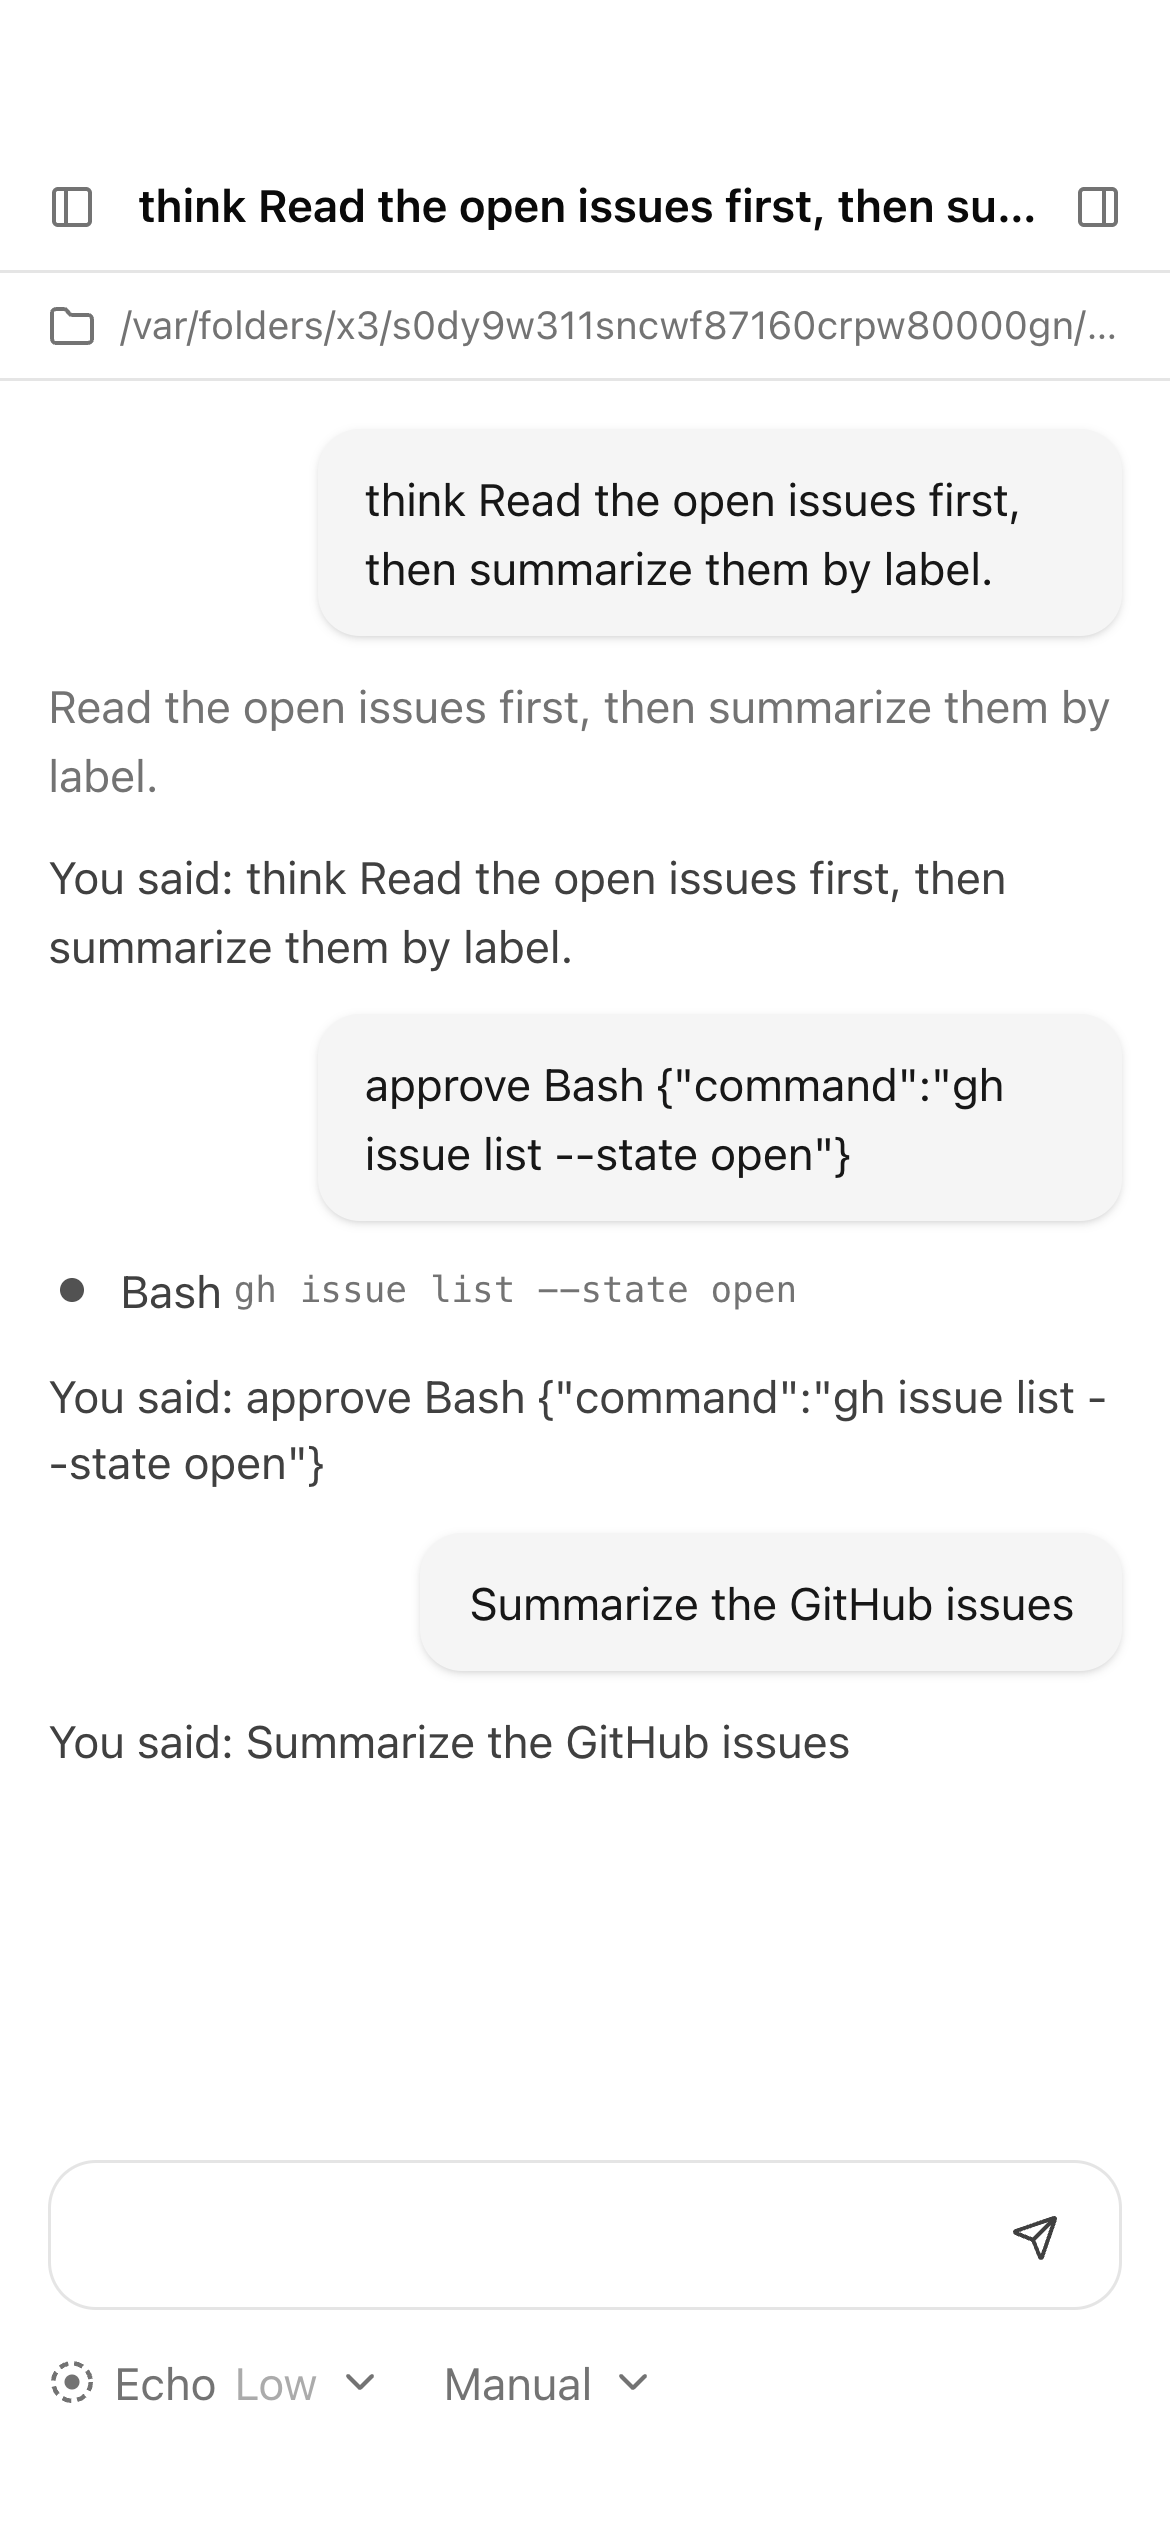 think Read the open issues first, then su...
/var/folders/x3/s0dy9w311sncwf87160crpw80000gn/...
think Read the open issues first,
then summarize them by label.
Read the open issues first, then summarize them by
label.
You said: think Read the open issues first, then
summarize them by label.
approve Bash {"command":"gh
issue list --state open"}
Bash gh issue list --state open
You said: approve Bash {"command":"gh issue list -
-state open"}
Summarize the GitHub issues
You said: Summarize the GitHub issues
Echo Low Manual